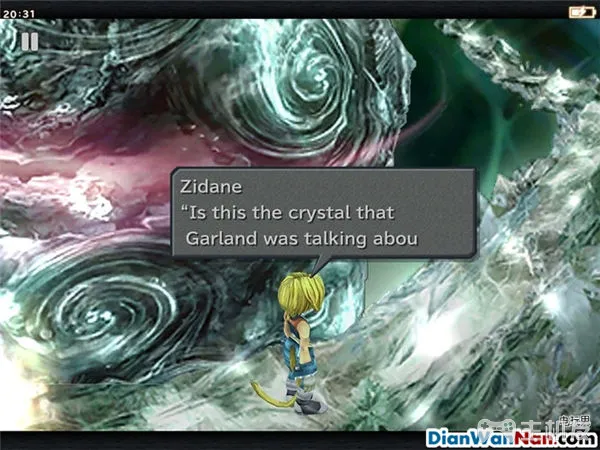 20:31
Zidane
“Is this the crystal that
Garland was talking abou
DianWanNan.com